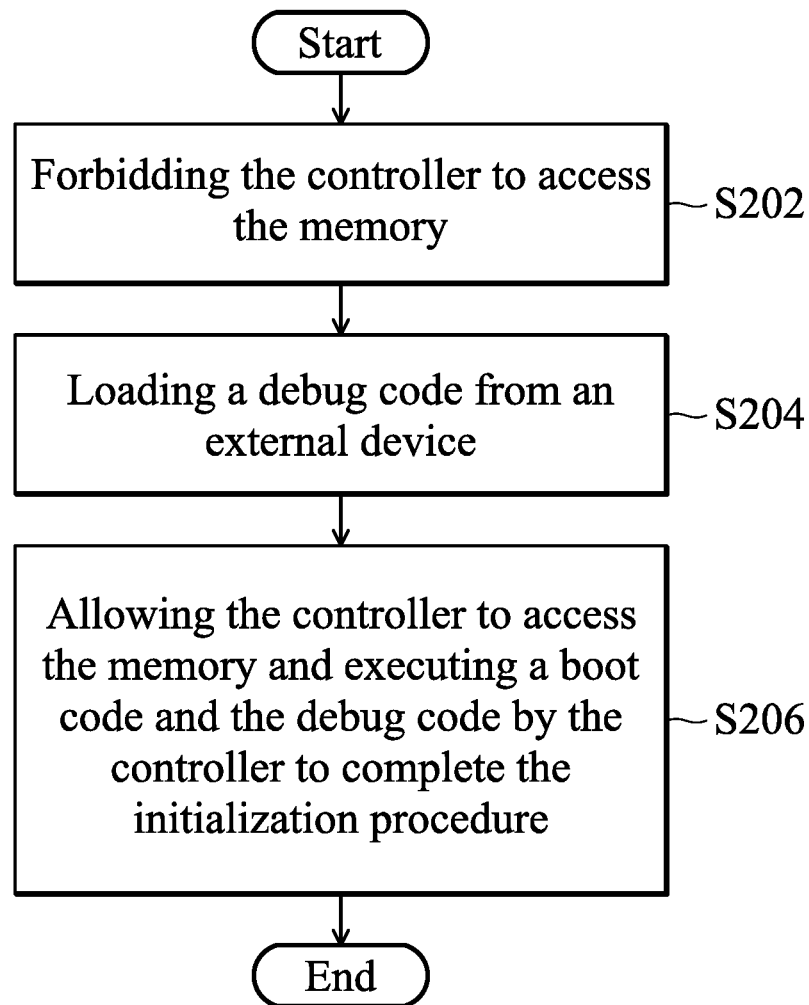 Start
Forbidding the controller to access
the memory
S202
Loading a debug code from an
external device
S204
Allowing the controller to access
the memory and executing a boot
code and the debug code by the
controller to complete the
initialization procedure
S206
End